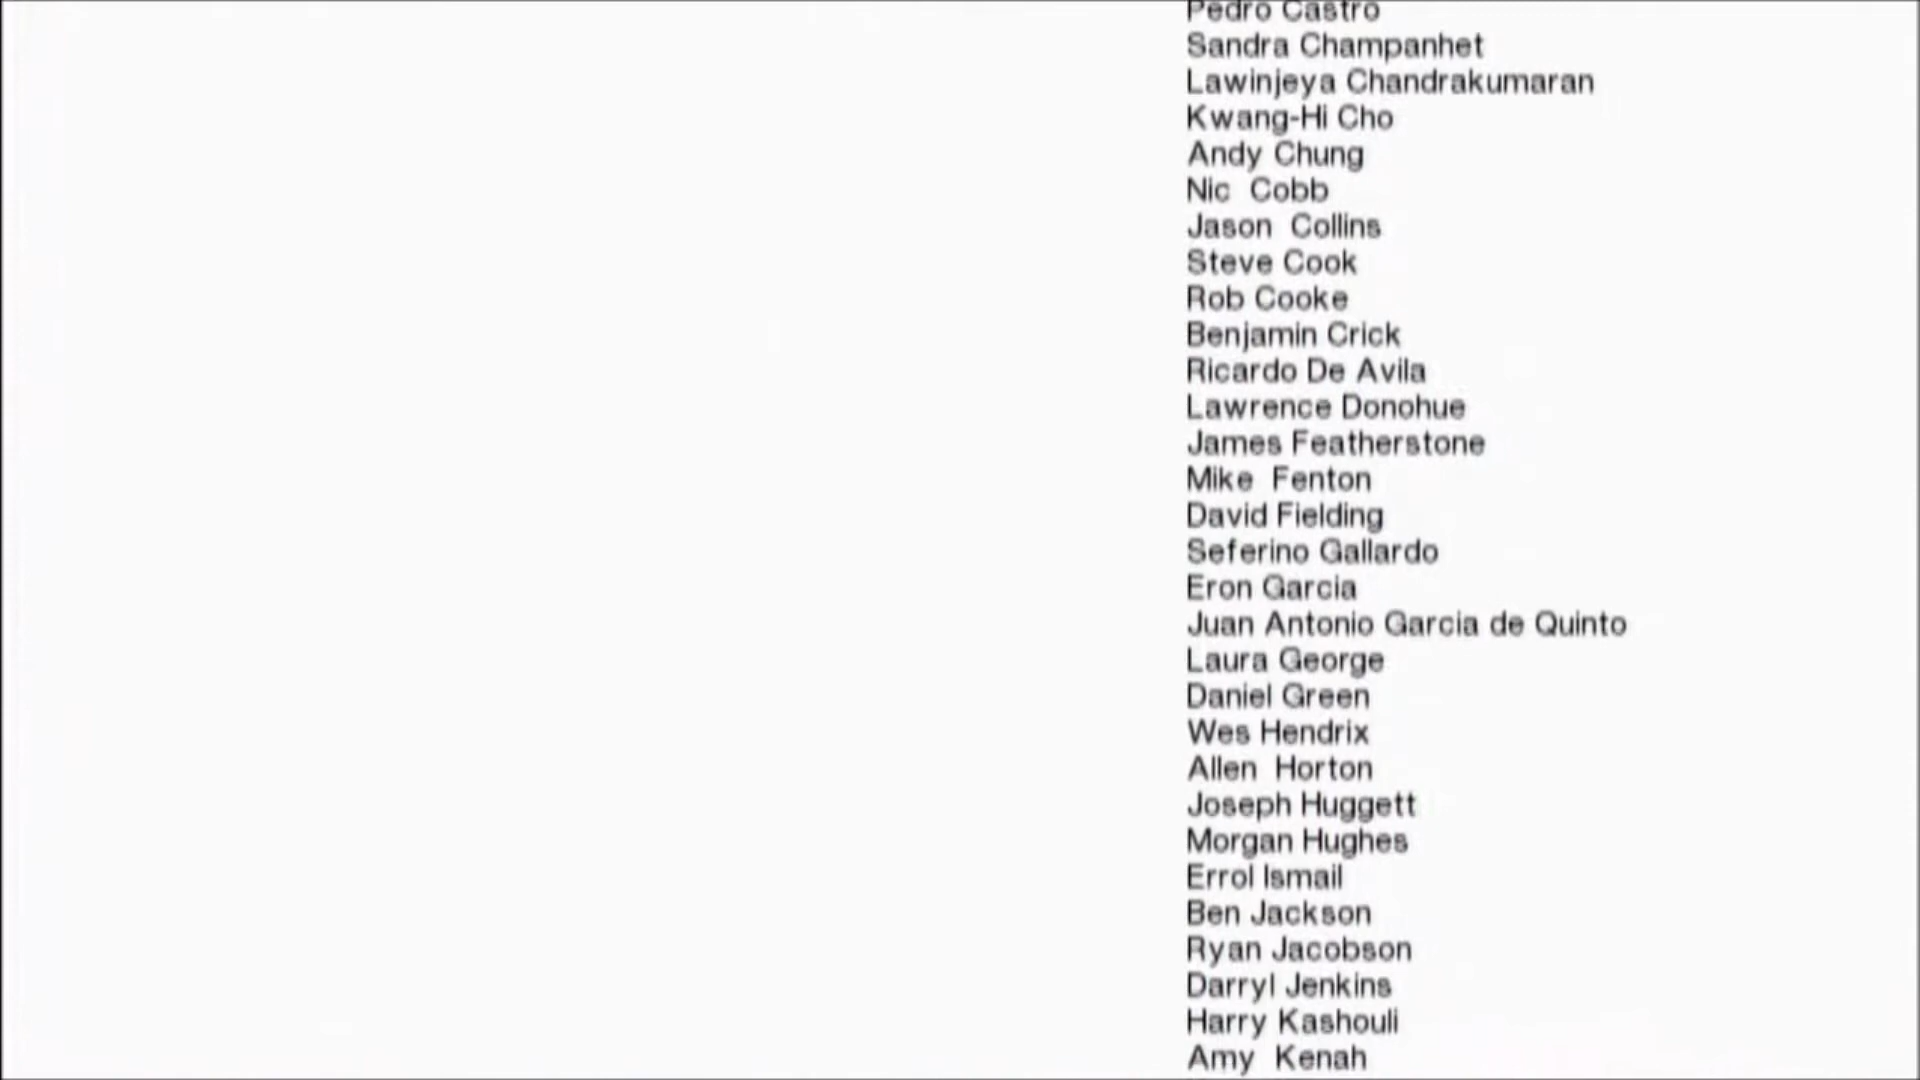 Pedro Castro
Sandra Champanhet
Lawinjeya Chandrakumaran
Kwang-Hi Cho
Andy Chung
Nic  Cobb
Jason  Collins
Steve Cook
Rob Cooke
Benjamin Crick
Ricardo De Avila
Lawrence Donohue
James Featherstone
Mike  Fenton
David Fielding
Seferino Gallardo
Eron Garcia
Juan Antonio Garcia de Quinto
Laura George
Daniel Green
Wes Hendrix
Allen  Horton
Joseph Huggett
Morgan Hughes
Errol Ismail
Ben Jackson
Ryan Jacobson
Darryl Jenkins
Harry Kashouli
Amy  Kenah